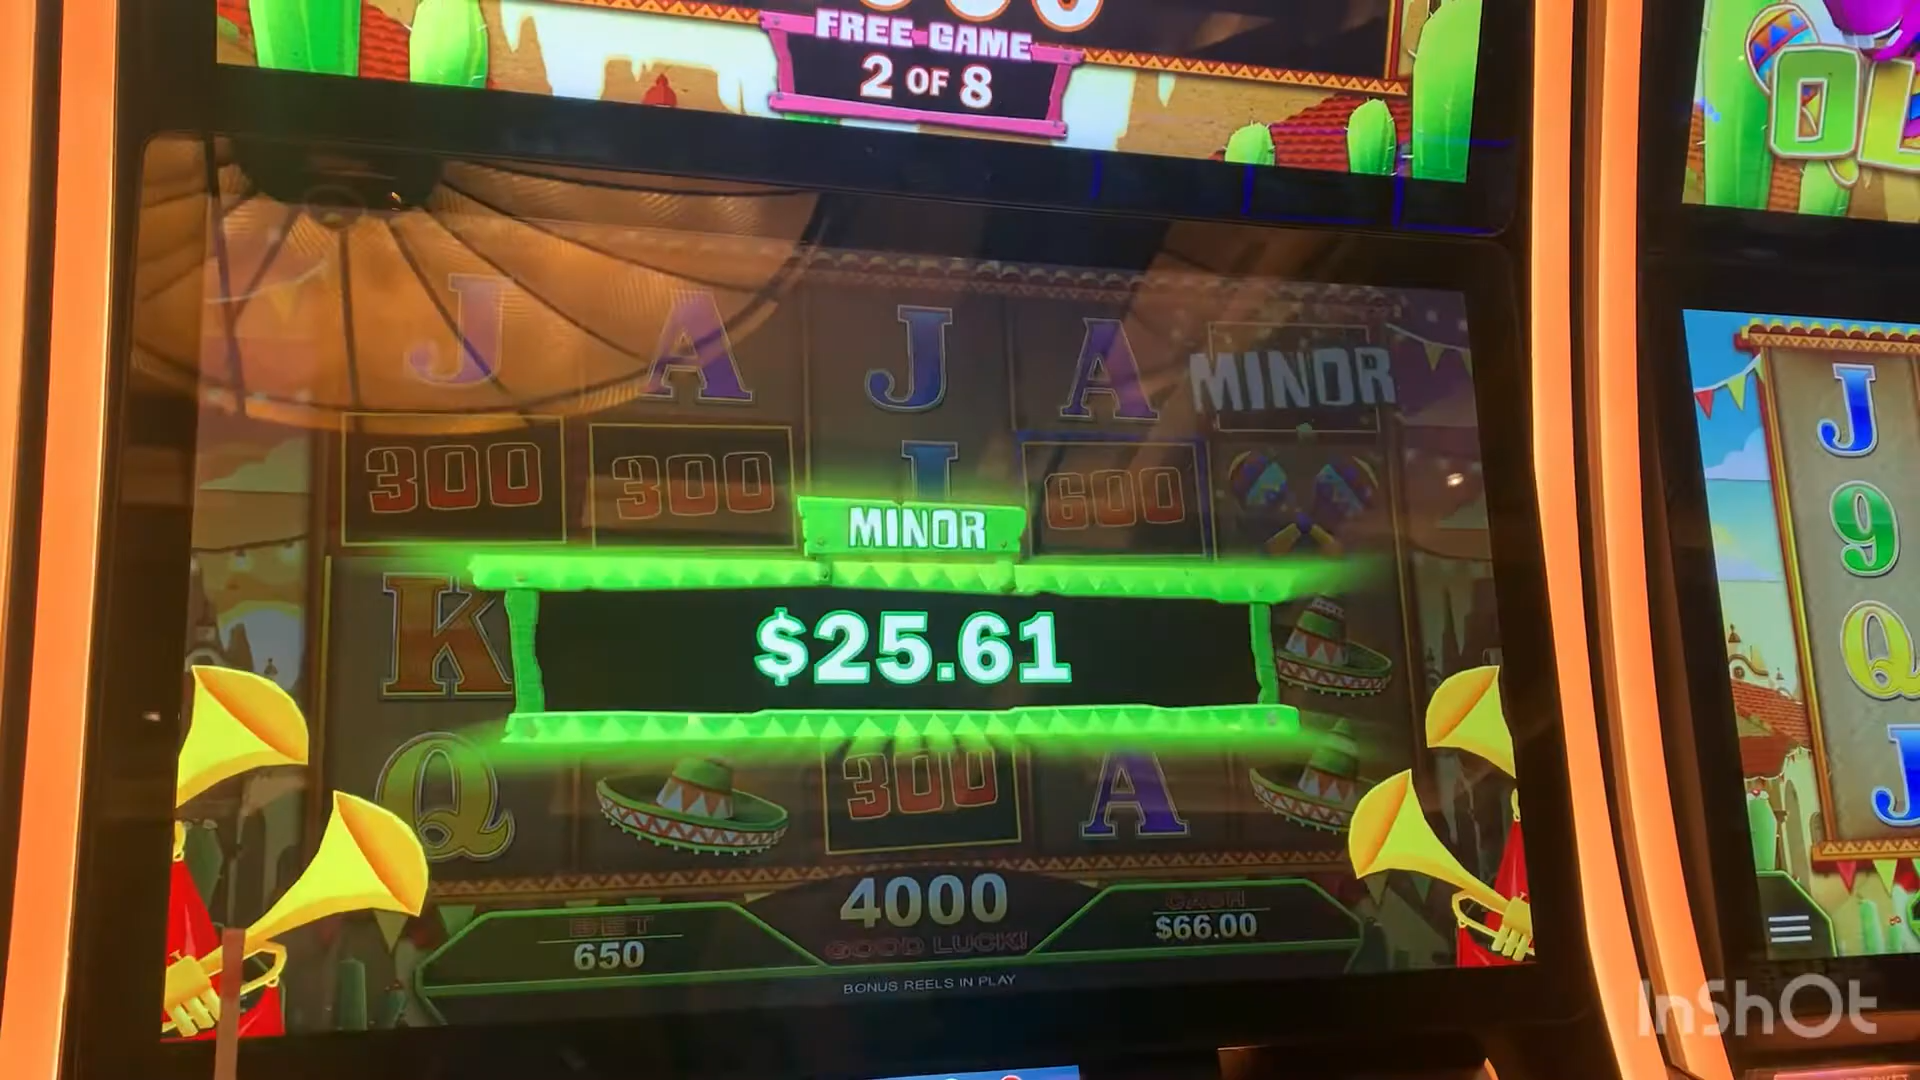 FREE GAME
2 OF 8
J A J A MINOR
300 300 J 600
MINOR
K
$25.61
Q 300 A
BET
650
4000
GOOD LUCK!
CASH
$66.00
BONUS REELS IN PLAY
J
9
Q
J
InShOt